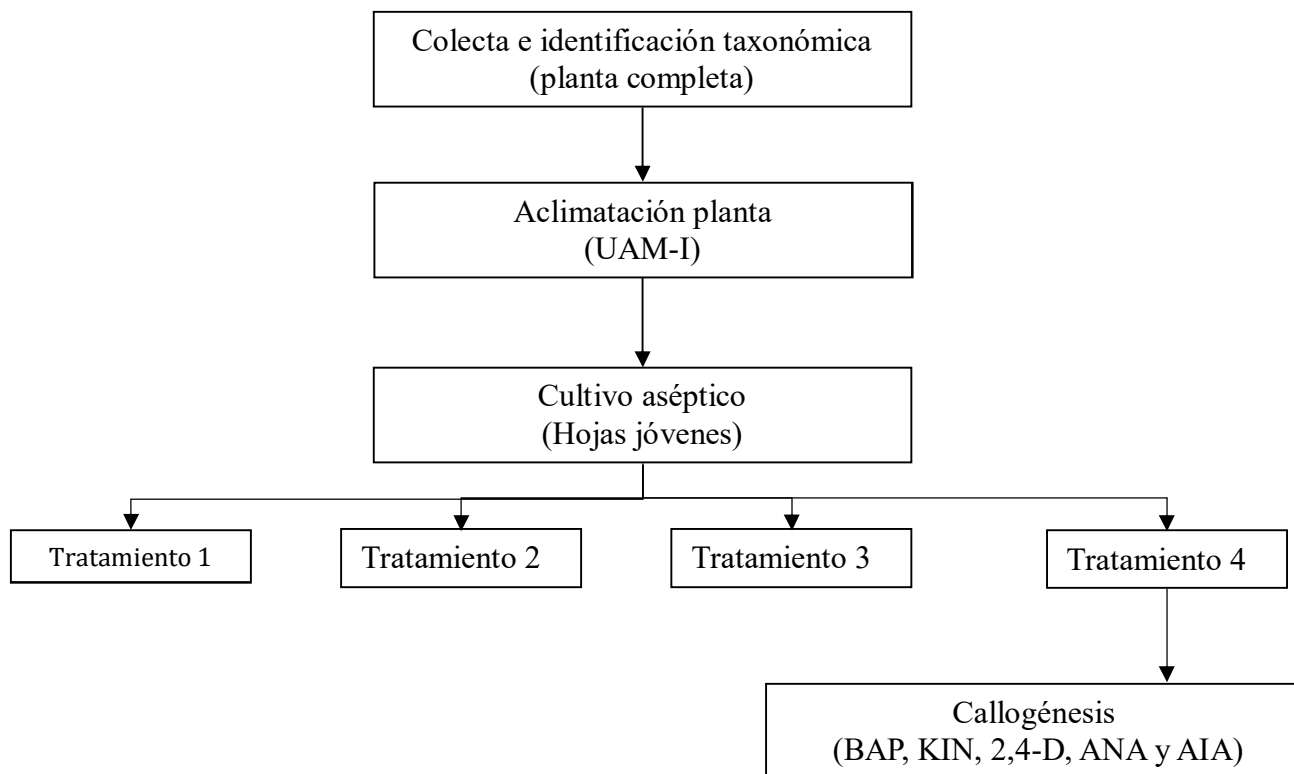 Colecta e identificación taxonómica
(planta completa)
Aclimatación planta
(UAM-I)
Cultivo aséptico
(Hojas jóvenes)
Tratamiento 1
Tratamiento 2
Tratamiento 3
Tratamiento 4
Callogénesis
(BAP, KIN, 2,4-D, ANA y AIA)